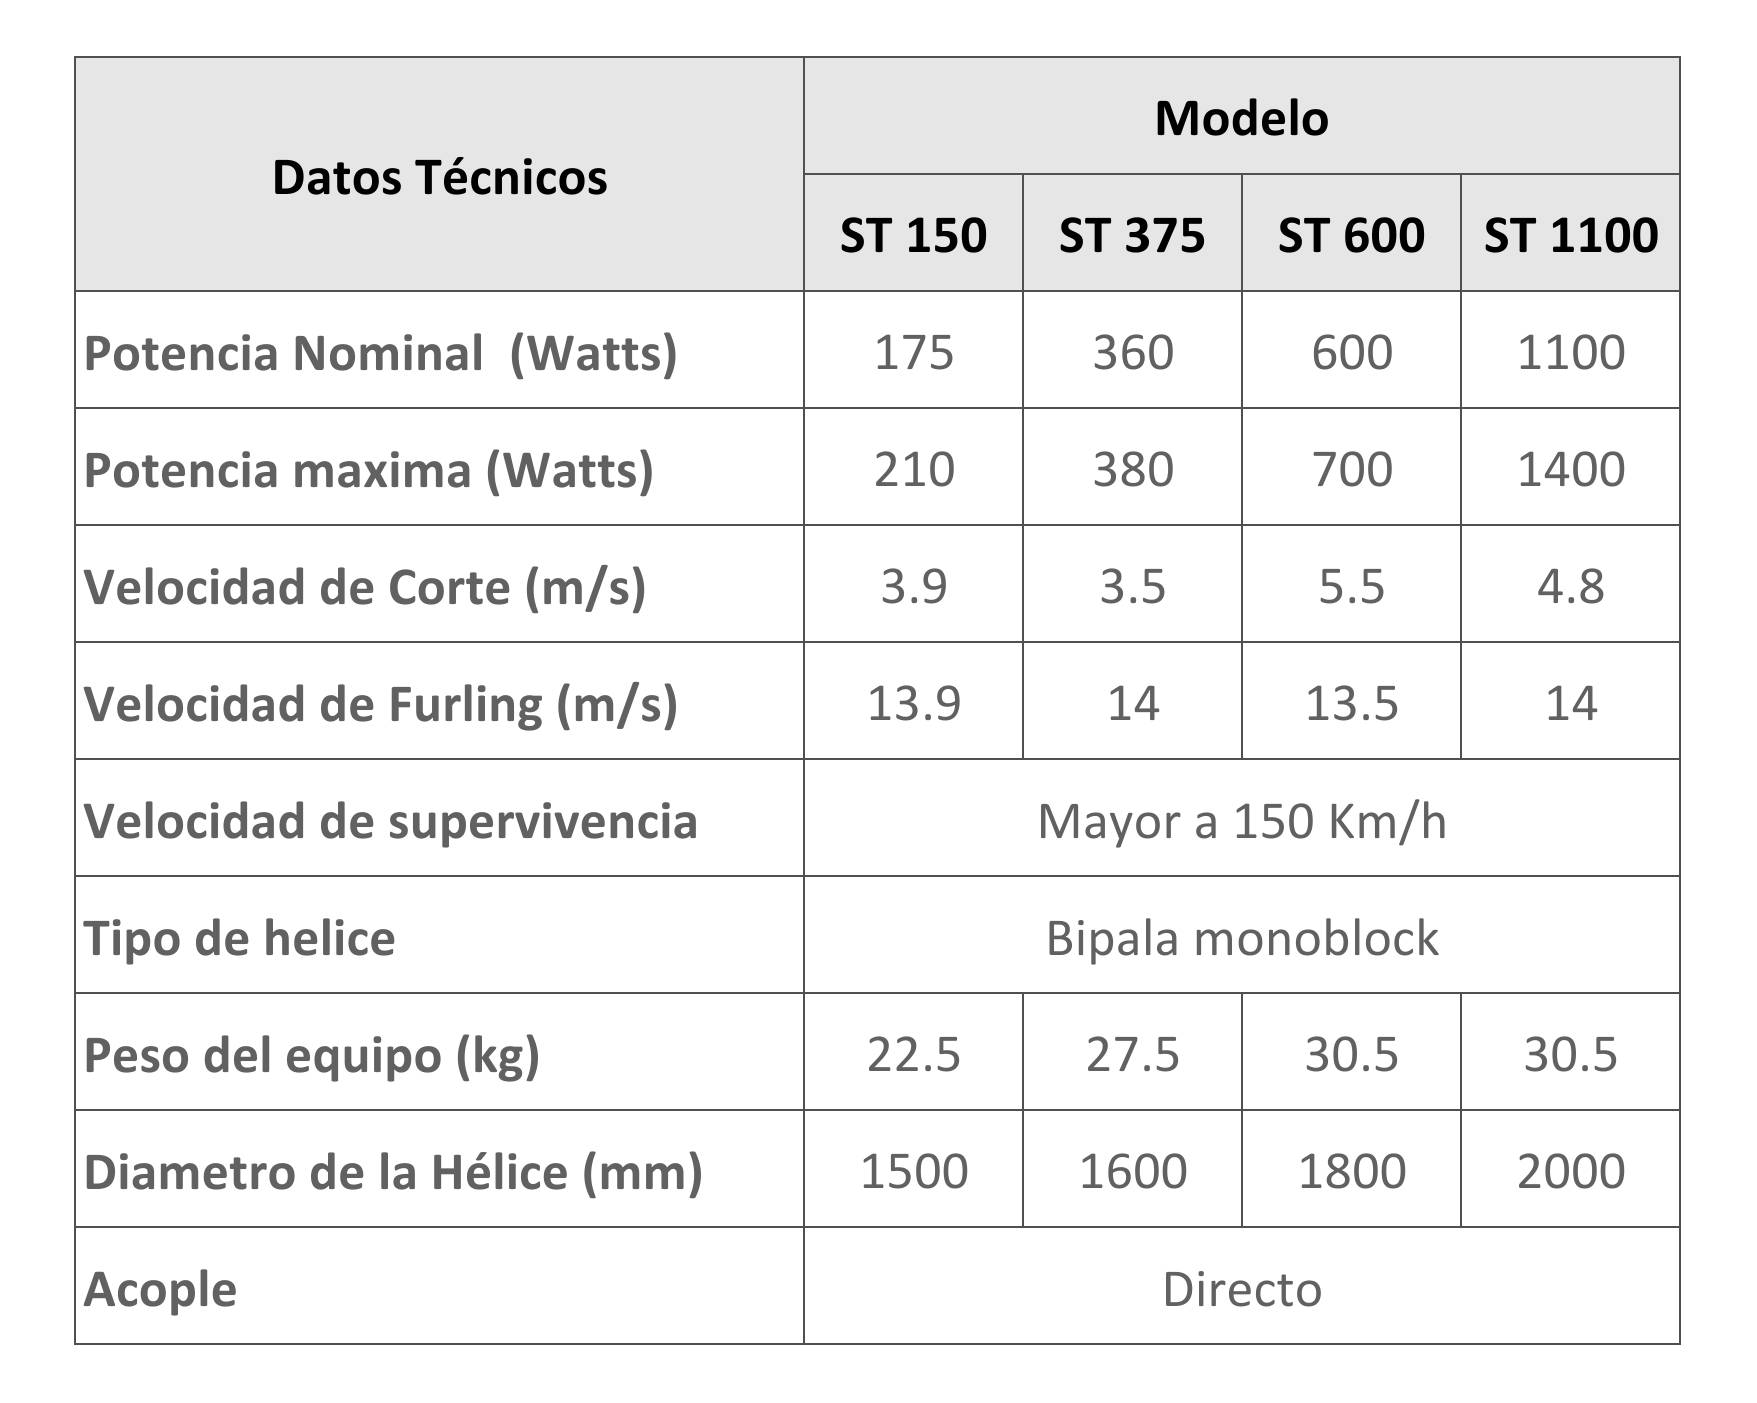 Datos Técnicos
Modelo
ST 150 ST 375 ST 600 ST 1100
Potencia Nominal  (Watts) 175 360 600 1100
Potencia maxima (Watts) 210 380 700 1400
Velocidad de Corte (m/s) 3.9 3.5 5.5 4.8
Velocidad de Furling (m/s) 13.9 14 13.5 14
Velocidad de supervivencia Mayor a 150 Km/h
Tipo de helice Bipala monoblock
Peso del equipo (kg) 22.5 27.5 30.5 30.5
Diametro de la Hélice (mm) 1500 1600 1800 2000
Acople Directo